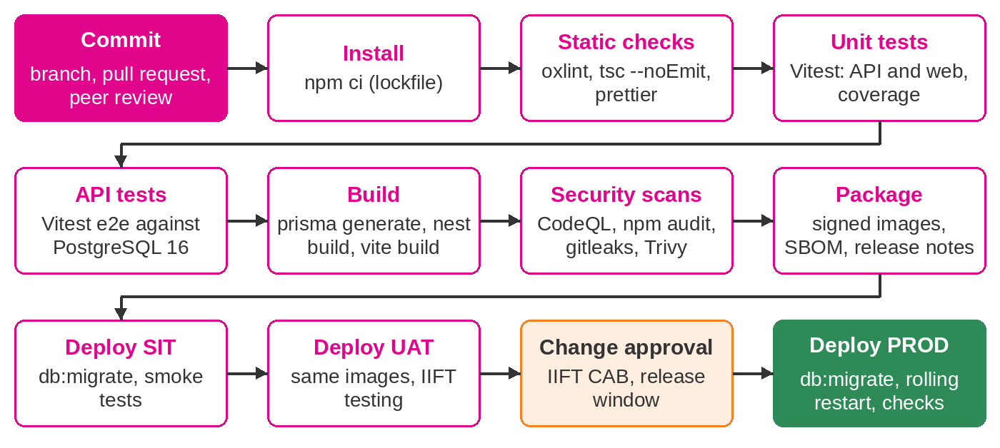 Commit
branch, pull request,
peer review
Install
npm ci (lockfile)
Static checks
oxlint, tsc --noEmit,
prettier
Unit tests
Vitest: API and web,
coverage
API tests
Vitest e2e against
PostgreSQL 16
Build
prisma generate, nest
build, vite build
Security scans
CodeQL, npm audit,
gitleaks, Trivy
Package
signed images,
SBOM, release notes
Deploy SIT
db:migrate, smoke
tests
Deploy UAT
same images, IIFT
testing
Change approval
IIFT CAB, release
window
Deploy PROD
db:migrate, rolling
restart, checks